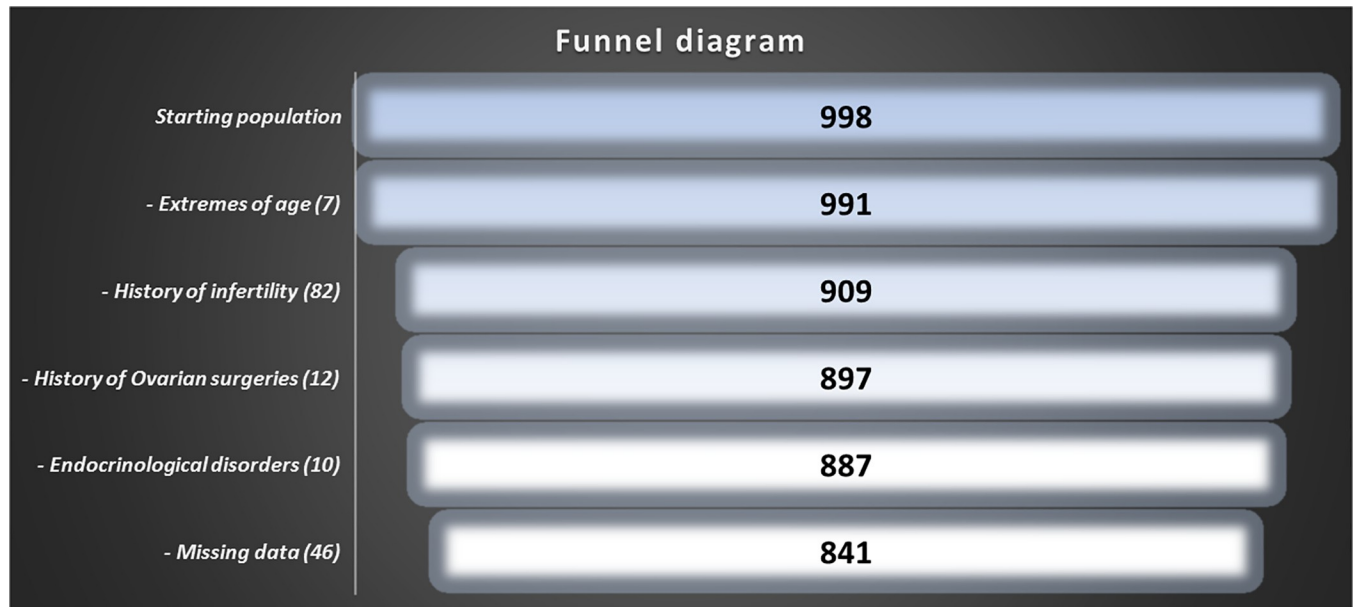 Funnel diagram
Starting population 998
- Extremes of age (7) 991
- History of infertility (82) 909
- History of Ovarian surgeries (12) 897
- Endocrinological disorders (10) 887
- Missing data (46) 841